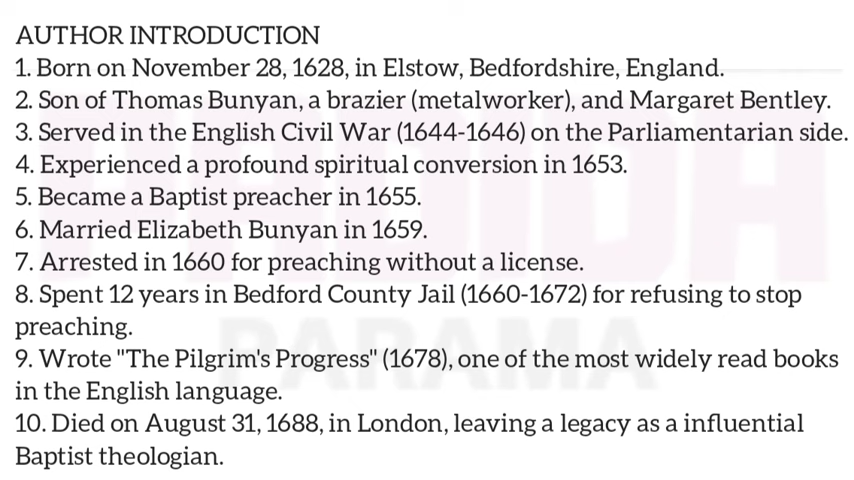 AUTHOR INTRODUCTION
1. Born on November 28, 1628, in Elstow, Bedfordshire, England.
2. Son of Thomas Bunyan, a brazier (metalworker), and Margaret Bentley.
3. Served in the English Civil War (1644-1646) on the Parliamentarian side.
4. Experienced a profound spiritual conversion in 1653.
5. Became a Baptist preacher in 1655.
6. Married Elizabeth Bunyan in 1659.
7. Arrested in 1660 for preaching without a license.
8. Spent 12 years in Bedford County Jail (1660-1672) for refusing to stop
preaching.
9. Wrote "The Pilgrim's Progress" (1678), one of the most widely read books
in the English language.
10. Died on August 31, 1688, in London, leaving a legacy as a influential
Baptist theologian.
PARAMA